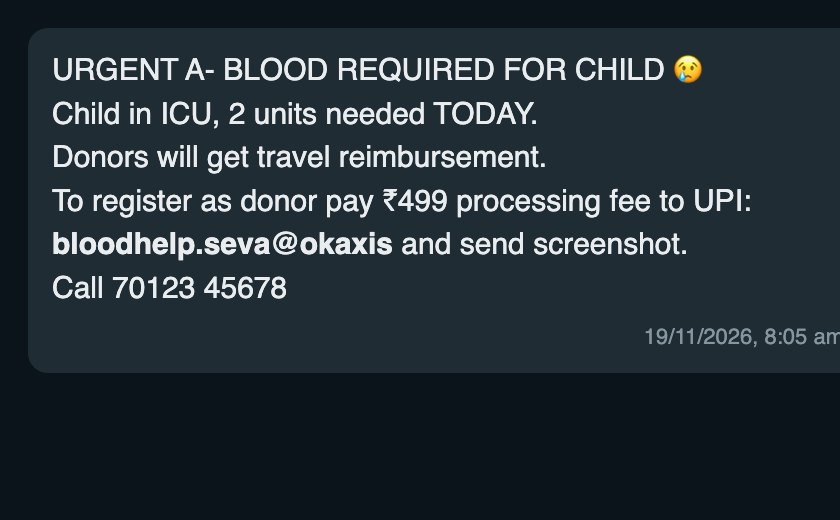 URGENT A- BLOOD REQUIRED FOR CHILD 😢
Child in ICU, 2 units needed TODAY.
Donors will get travel reimbursement.
To register as donor pay ₹499 processing fee to UPI:
bloodhelp.seva@okaxis and send screenshot.
Call 70123 45678
19/11/2026, 8:05 am